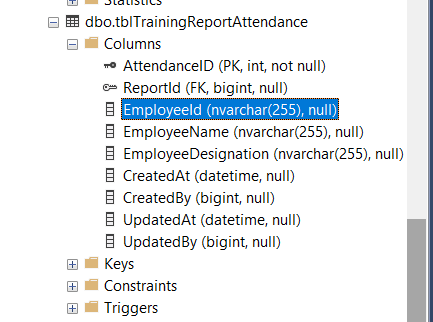 Statistics
dbo.tblTrainingReportAttendance
Columns
AttendanceID (PK, int, not null)
ReportId (FK, bigint, null)
EmployeeId (nvarchar(255), null)
EmployeeName (nvarchar(255), null)
EmployeeDesignation (nvarchar(255), null)
CreatedAt (datetime, null)
CreatedBy (bigint, null)
UpdatedAt (datetime, null)
UpdatedBy (bigint, null)
Keys
Constraints
Triggers